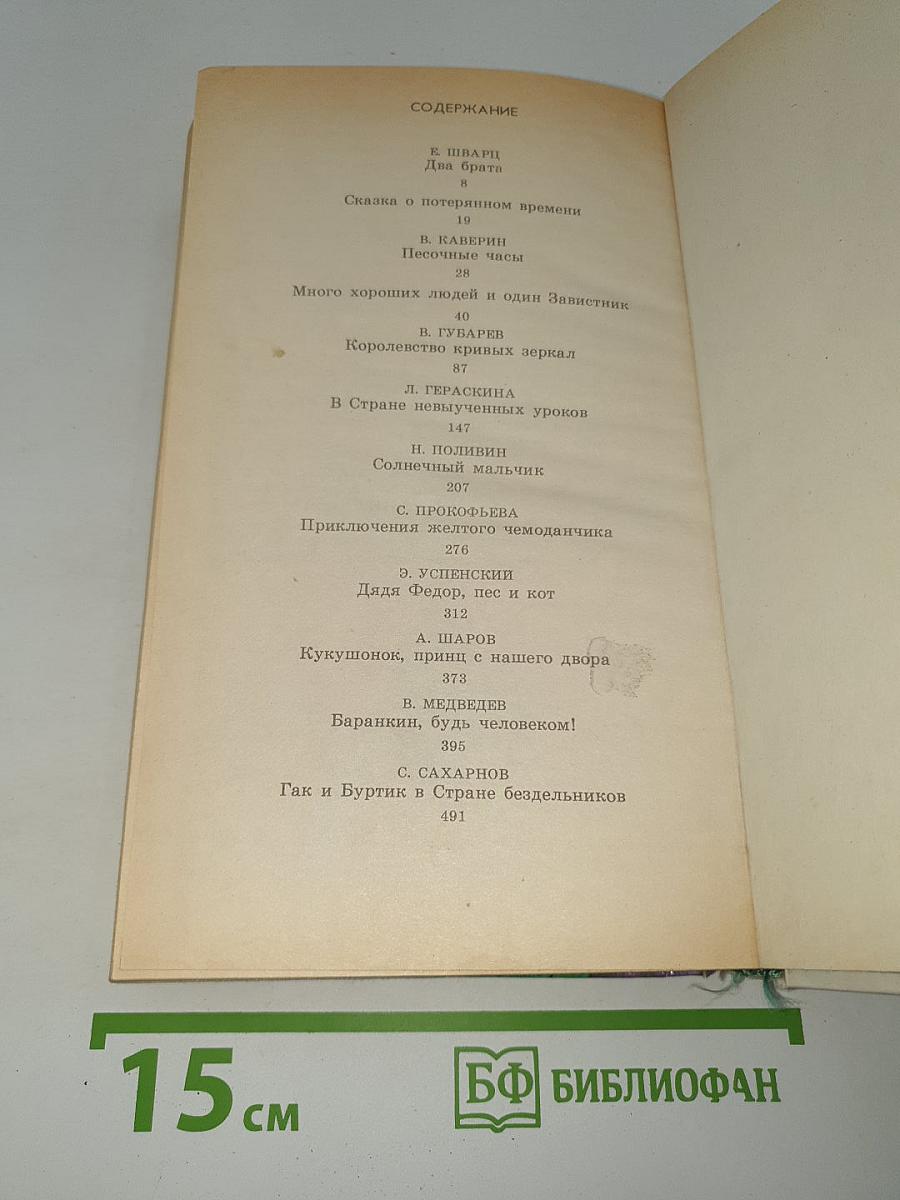 СОДЕРЖАНИЕ
Е. ШВАРЦ
Два брата
8
Сказка о потерянном времени
19
В. КАВЕРИН
Песочные часы
28
Много хороших людей и один Завистник
40
В. ГУБАРЕВ
Королевство кривых зеркал
87
Л. ГЕРАСКИНА
В Стране невыученных уроков
147
Н. ПОЛИВИН
Солнечный мальчик
207
С. ПРОКОФЬЕВА
Приключения желтого чемоданчика
276
Э. УСПЕНСКИЙ
Дядя Федор, пес и кот
312
А. ШАРОВ
Кукушонок, принц с нашего двора
373
В. МЕДВЕДЕВ
Баранкин, будь человеком!
395
С. САХАРНОВ
Гак и Буртик в Стране бездельников
491
15 см
БФ БИБЛИОФАН